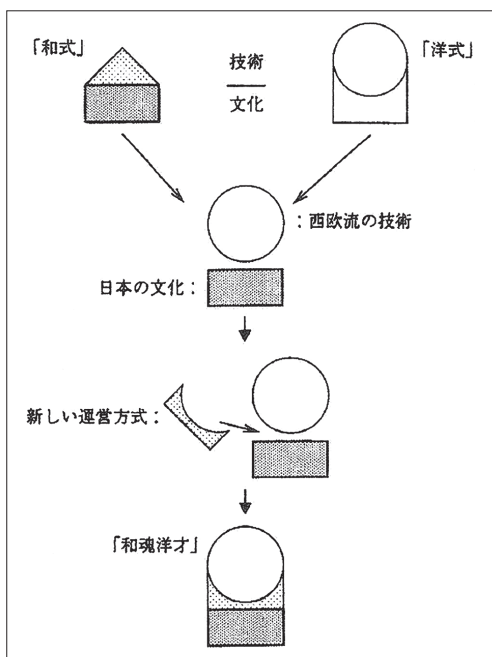 「和式」
技術
文化
「洋式」
：西欧流の技術
日本の文化：
新しい運営方式：
「和魂洋才」